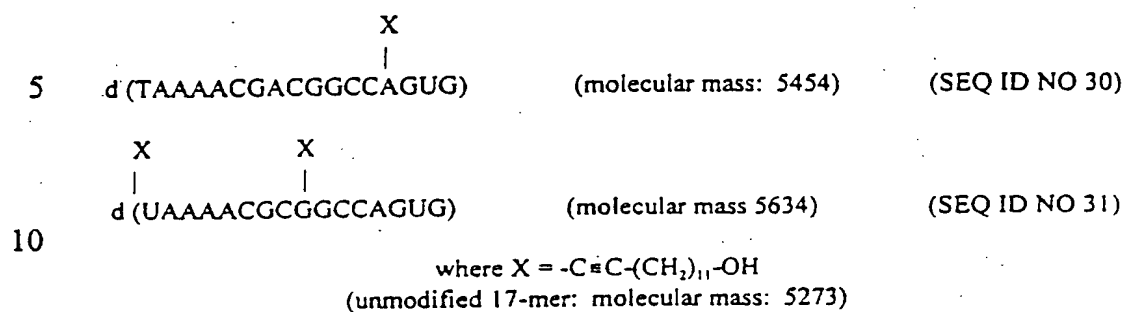 X
|
5 d (TAAAACGACGGCCAGUG) (molecular mass: 5454) (SEQ ID NO 30)
X X
| |
d (UAAAACGCGGCCAGUG) (molecular mass 5634) (SEQ ID NO 31)
10
where X = -C≡C-(CH₂)₁₁-OH
(unmodified 17-mer: molecular mass: 5273)